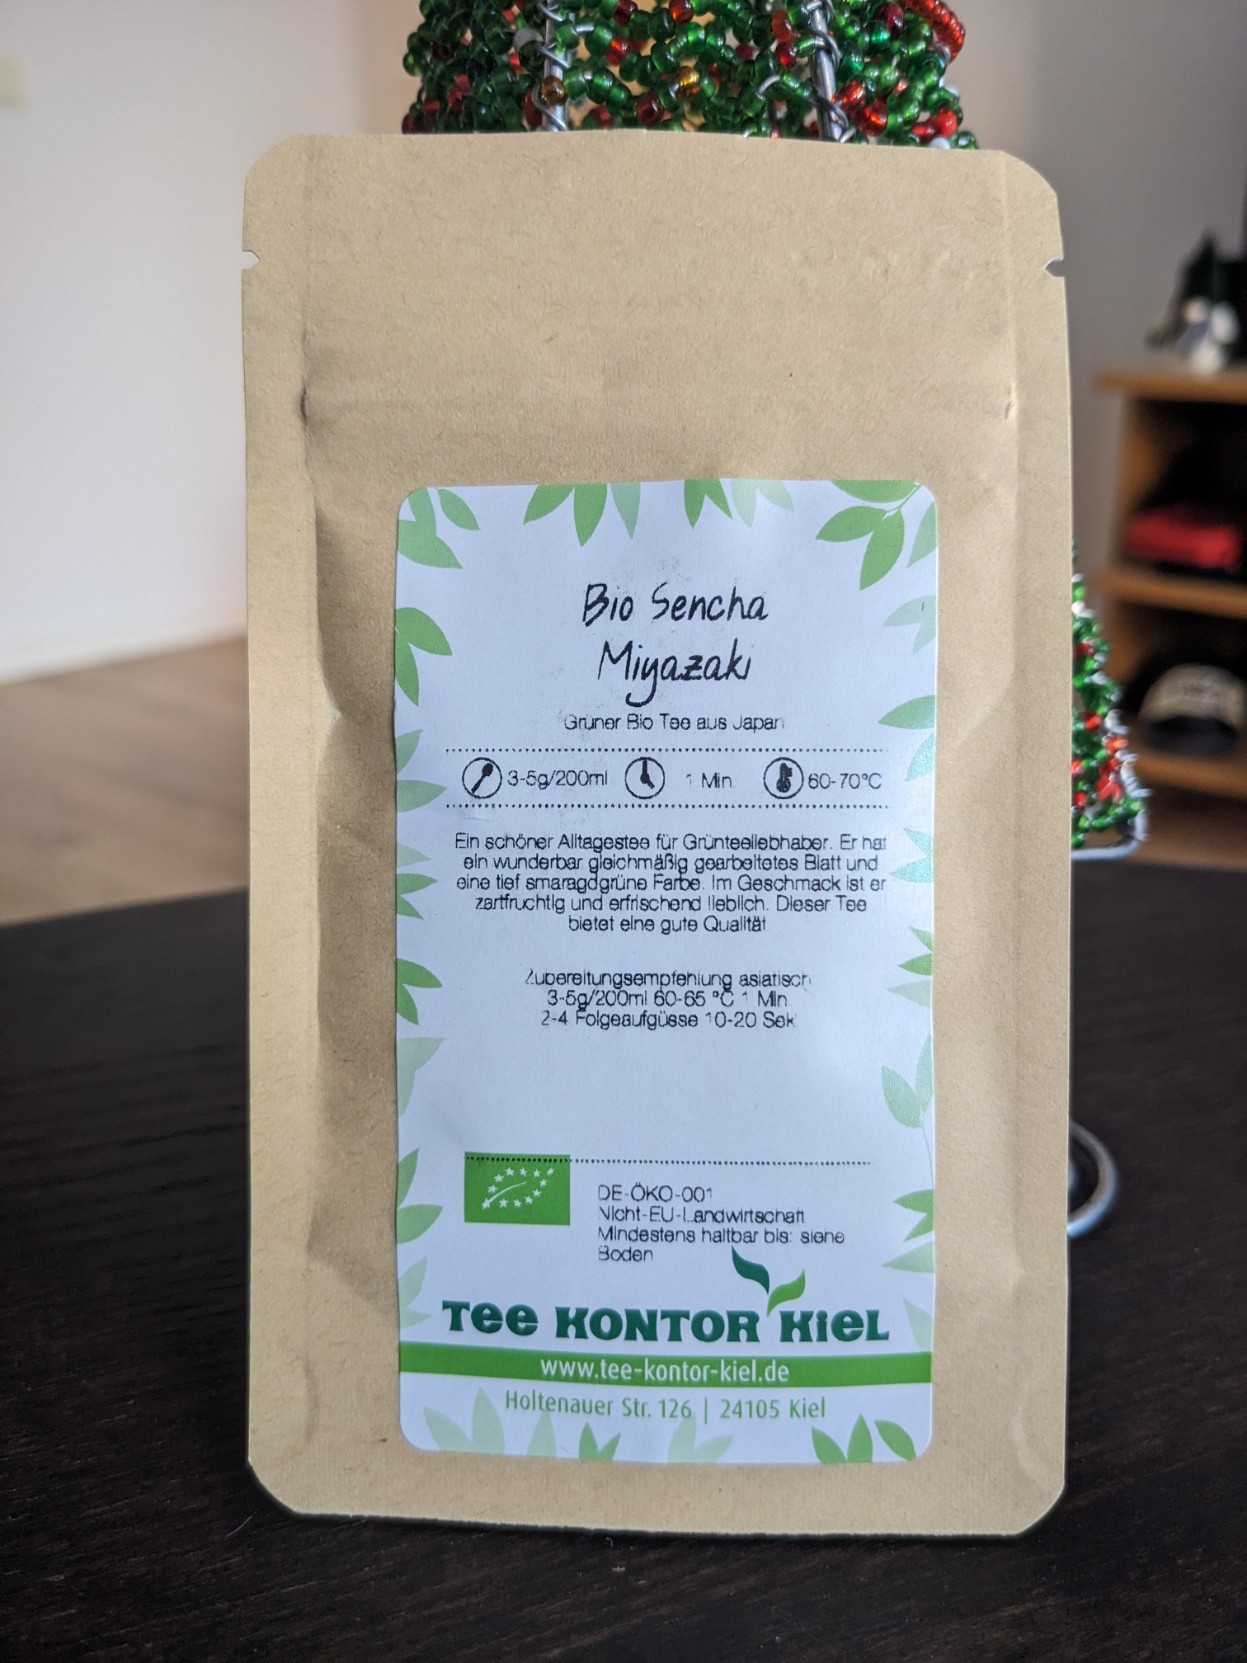 Bio Sencha
Miyazaki
Grüner Bio Tee aus Japan
3-5g/200ml 1 Min. 60-70°C
Ein schöner Alltagestee für Grünteeliebhaber. Er hat
ein wunderbar gleichmäßig gearbeitetes Blatt und
eine tief smaragdgrüne Farbe. Im Geschmack ist er
zartfruchtig und erfrischend lieblich. Dieser Tee
bietet eine gute Qualität
Zubereitungsempfehlung asiatisch
3-5g/200ml 60-65 °C 1 Min.
2-4 Folgeaufgüsse 10-20 Sek
DE-ÖKO-001
Nicht-EU-Landwirtschaft
Mindestens haltbar bis: siene
Boden
TEE KONTOR KIEL
www.tee-kontor-kiel.de
Holtenauer Str. 126 | 24105 Kiel